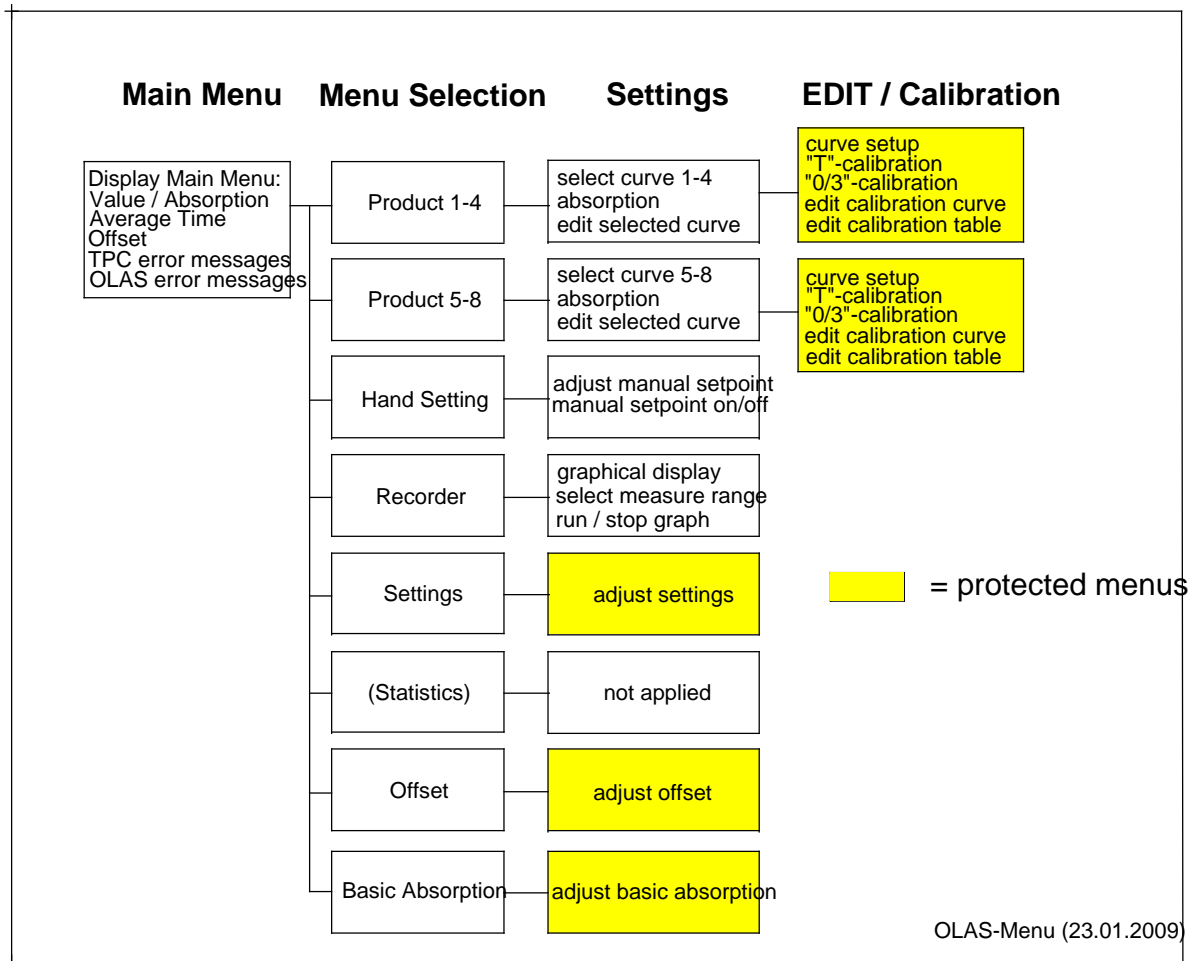 Main Menu
Menu Selection
Settings
EDIT / Calibration
Display Main Menu:
Value / Absorption
Average Time
Offset
TPC error messages
OLAS error messages
Product 1-4
select curve 1-4
absorption
edit selected curve
curve setup
"T"-calibration
"0/3"-calibration
edit calibration curve
edit calibration table
Product 5-8
select curve 5-8
absorption
edit selected curve
curve setup
"T"-calibration
"0/3"-calibration
edit calibration curve
edit calibration table
Hand Setting
adjust manual setpoint
manual setpoint on/off
Recorder
graphical display
select measure range
run / stop graph
Settings
adjust settings
= protected menus
(Statistics)
not applied
Offset
adjust offset
Basic Absorption
adjust basic absorption
OLAS-Menu (23.01.2009)